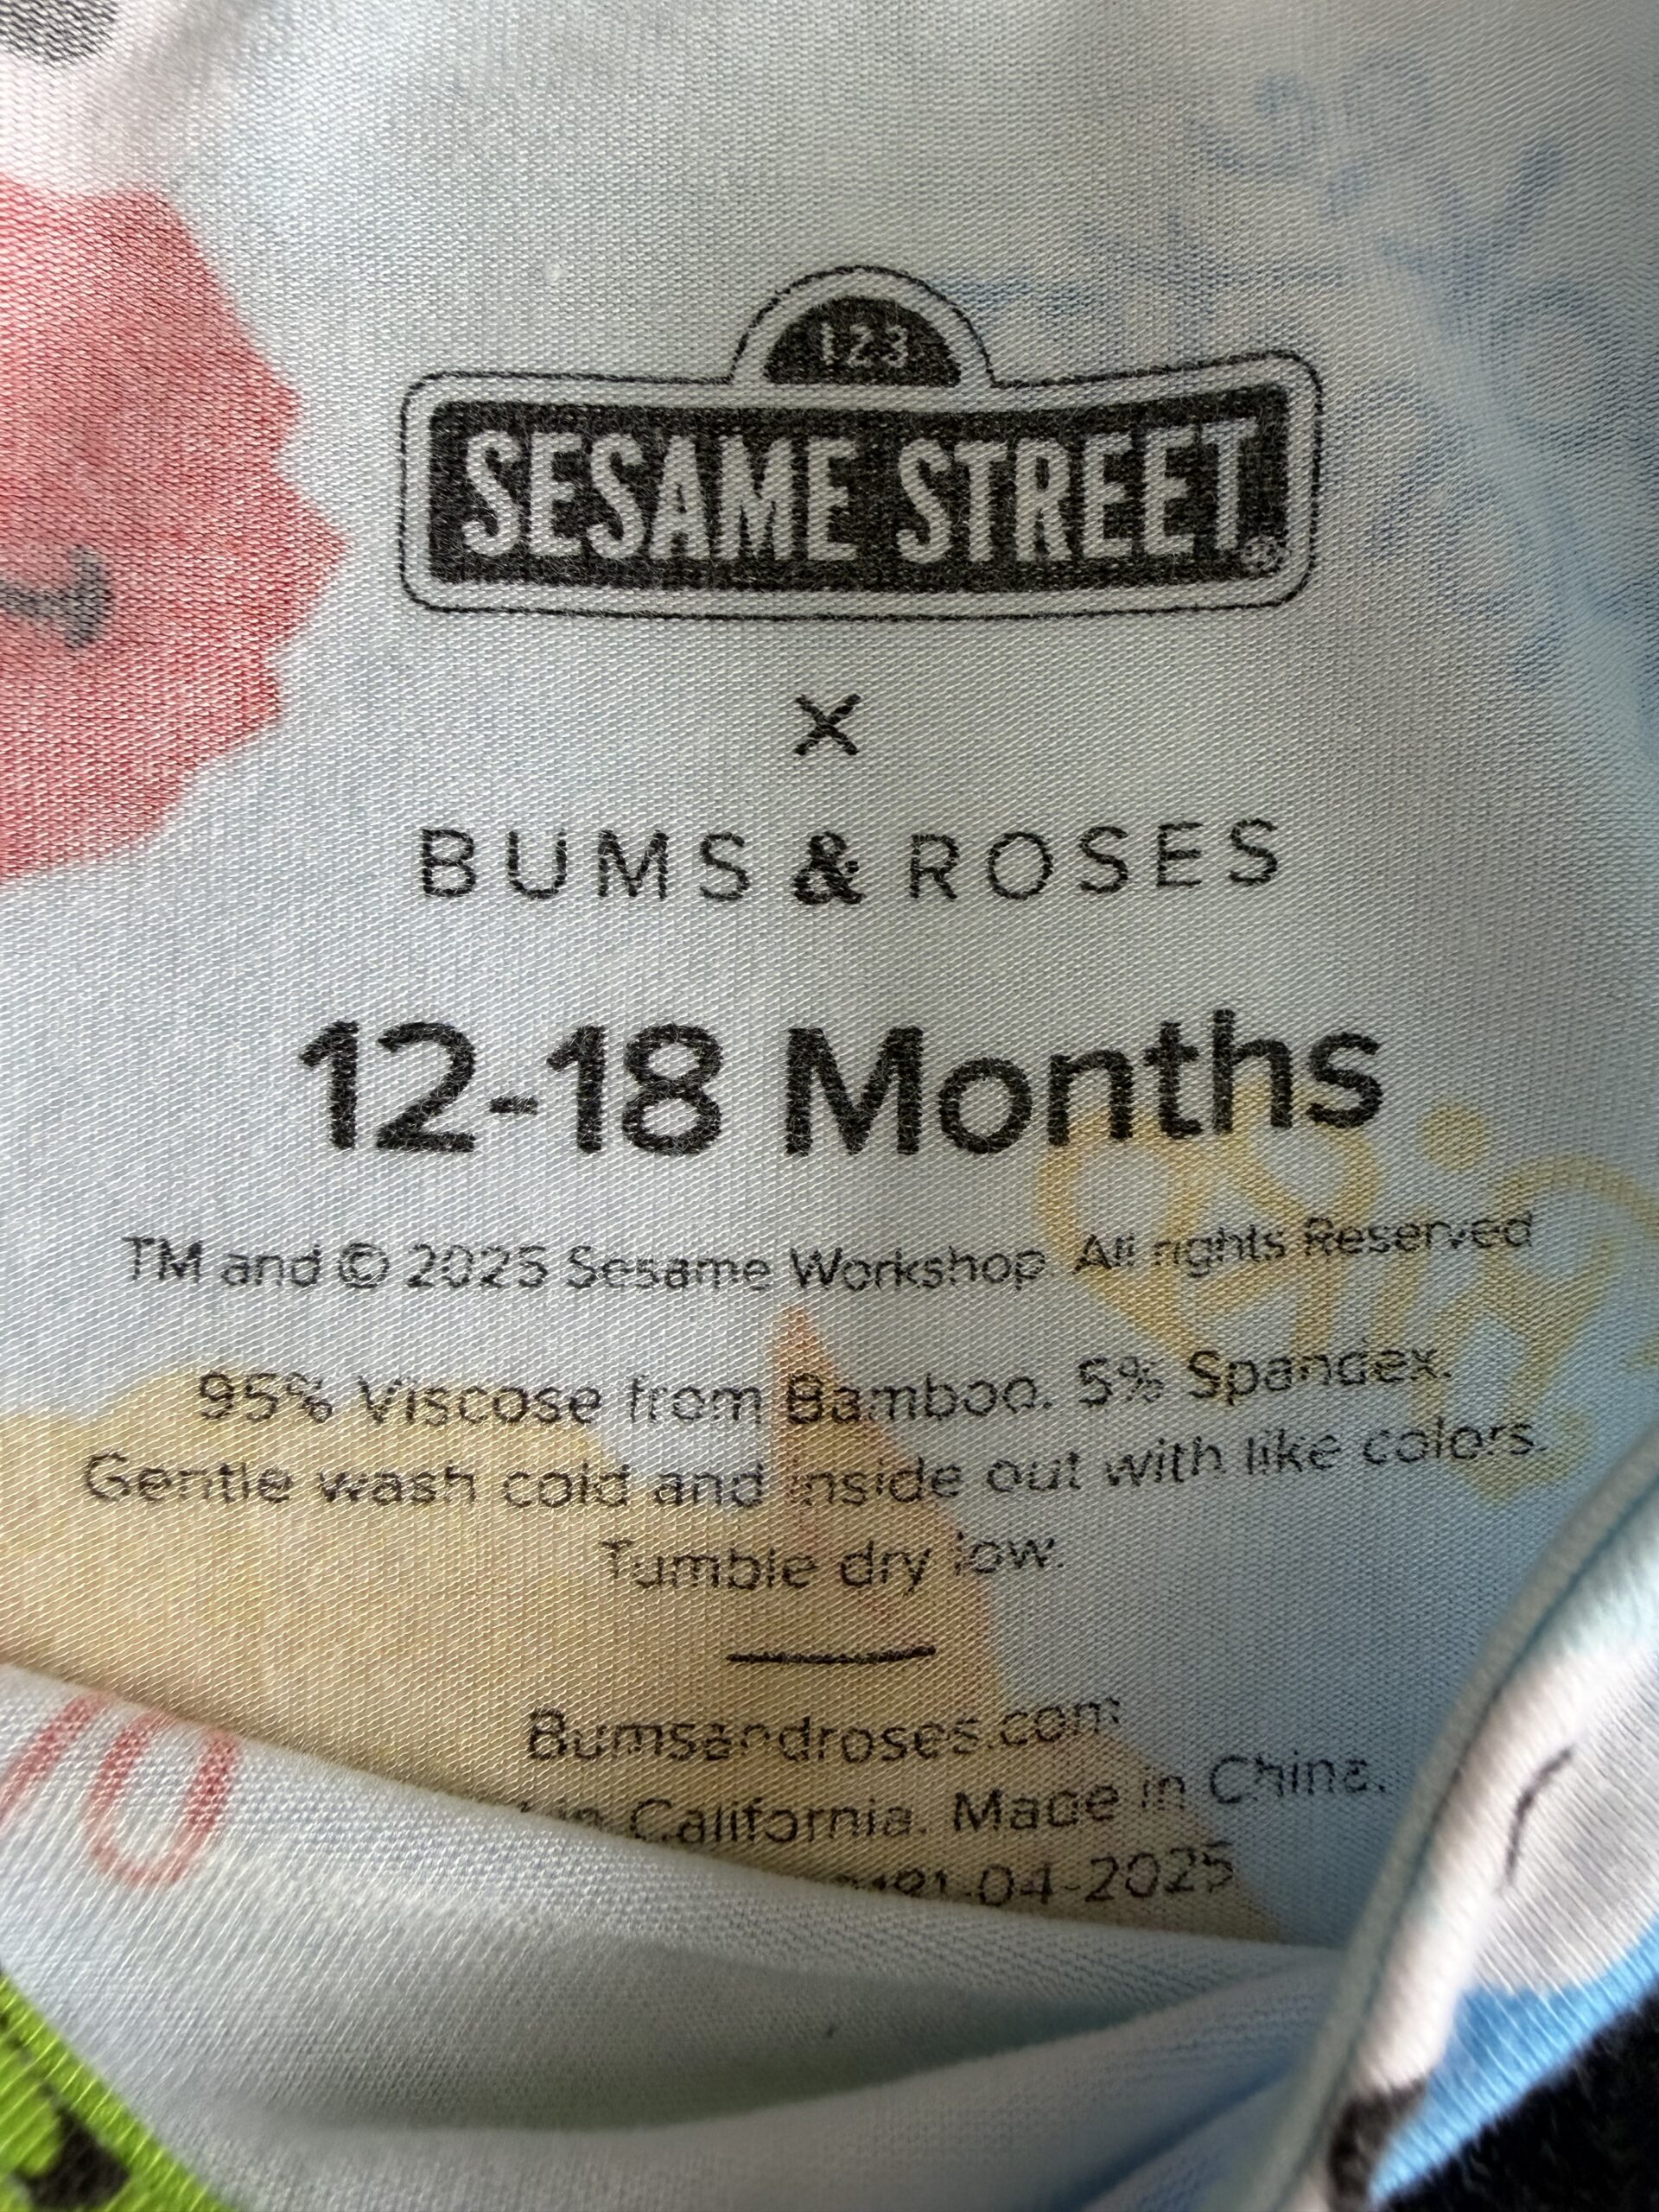 123
SESAME STREET
×
BUMS & ROSES
12-18 Months
TM and © 2025 Sesame Workshop. All rights Reserved
95% Viscose from Bamboo. 5% Spandex.
Gentle wash cold and inside out with like colors.
Tumble dry low.
Bumsandroses.com
in California. Made in China.
04-2025